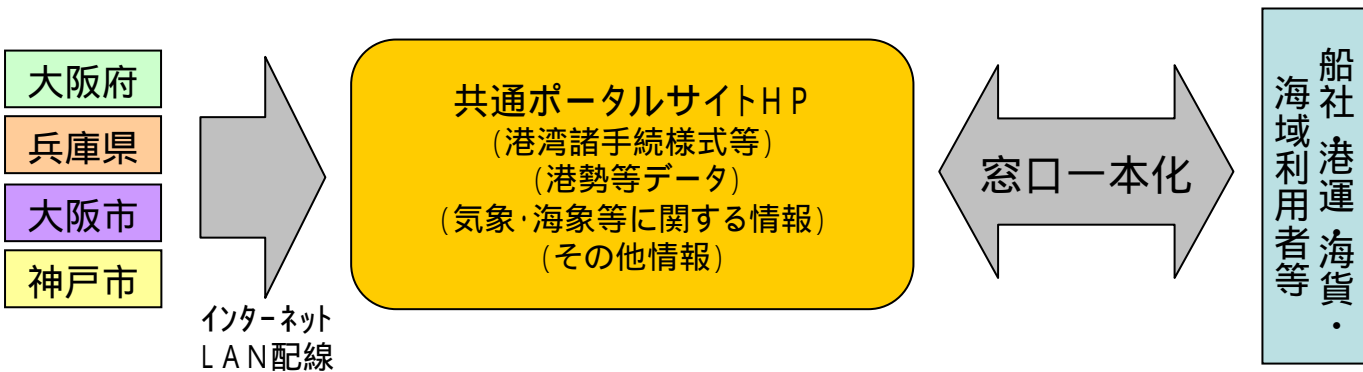 大阪府
兵庫県
大阪市
神戸市
インターネット
LAN配線
共通ポータルサイトHP
(港湾諸手続様式等)
(港勢等データ)
(気象・海象等に関する情報)
(その他情報)
窓口一本化
船社・港運・海貨・
海域利用者等